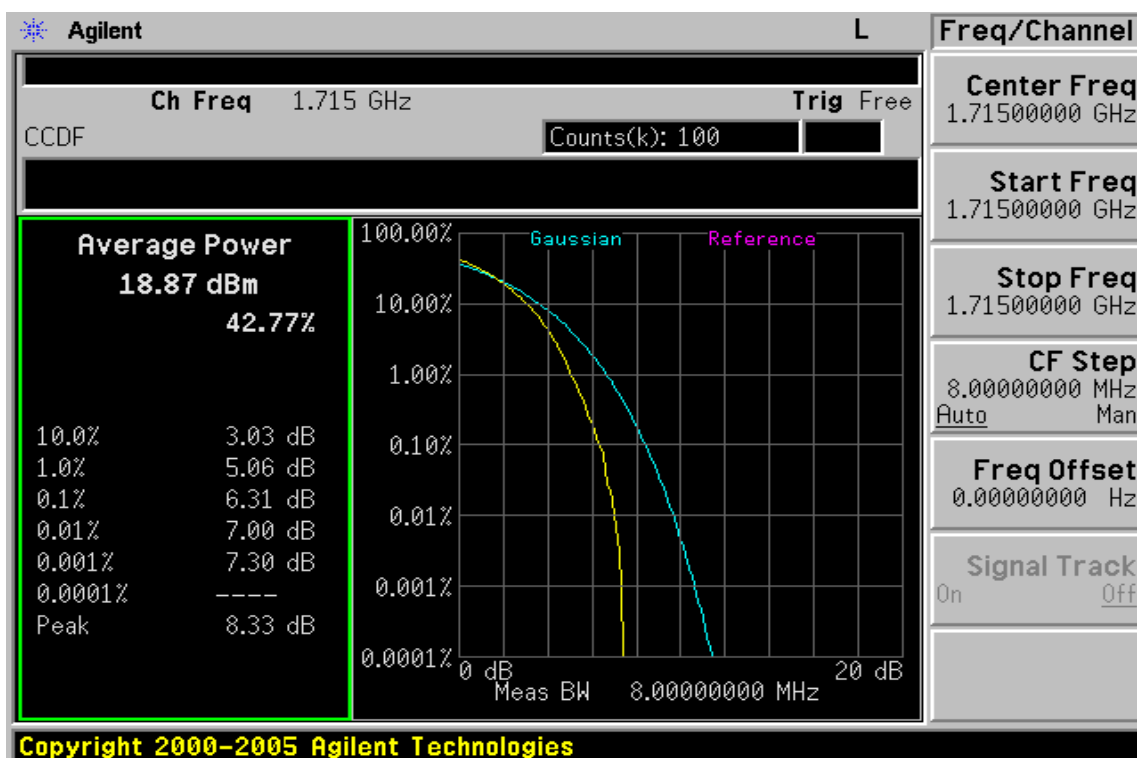 Agilent
L
Freq/Channel
Ch Freq 1.715 GHz
Trig Free
CCDF
Counts(k): 100
Average Power
18.87 dBm
42.77%
10.0% 3.03 dB
1.0% 5.06 dB
0.1% 6.31 dB
0.01% 7.00 dB
0.001% 7.30 dB
0.0001% ----
Peak 8.33 dB
Gaussian
Reference
100.00%
10.00%
1.00%
0.10%
0.01%
0.001%
0.0001%
0 dB
20 dB
Meas BW 8.00000000 MHz
Center Freq
1.71500000 GHz
Start Freq
1.71500000 GHz
Stop Freq
1.71500000 GHz
CF Step
8.00000000 MHz
Auto Man
Freq Offset
0.00000000 Hz
Signal Track
On Off
Copyright 2000-2005 Agilent Technologies